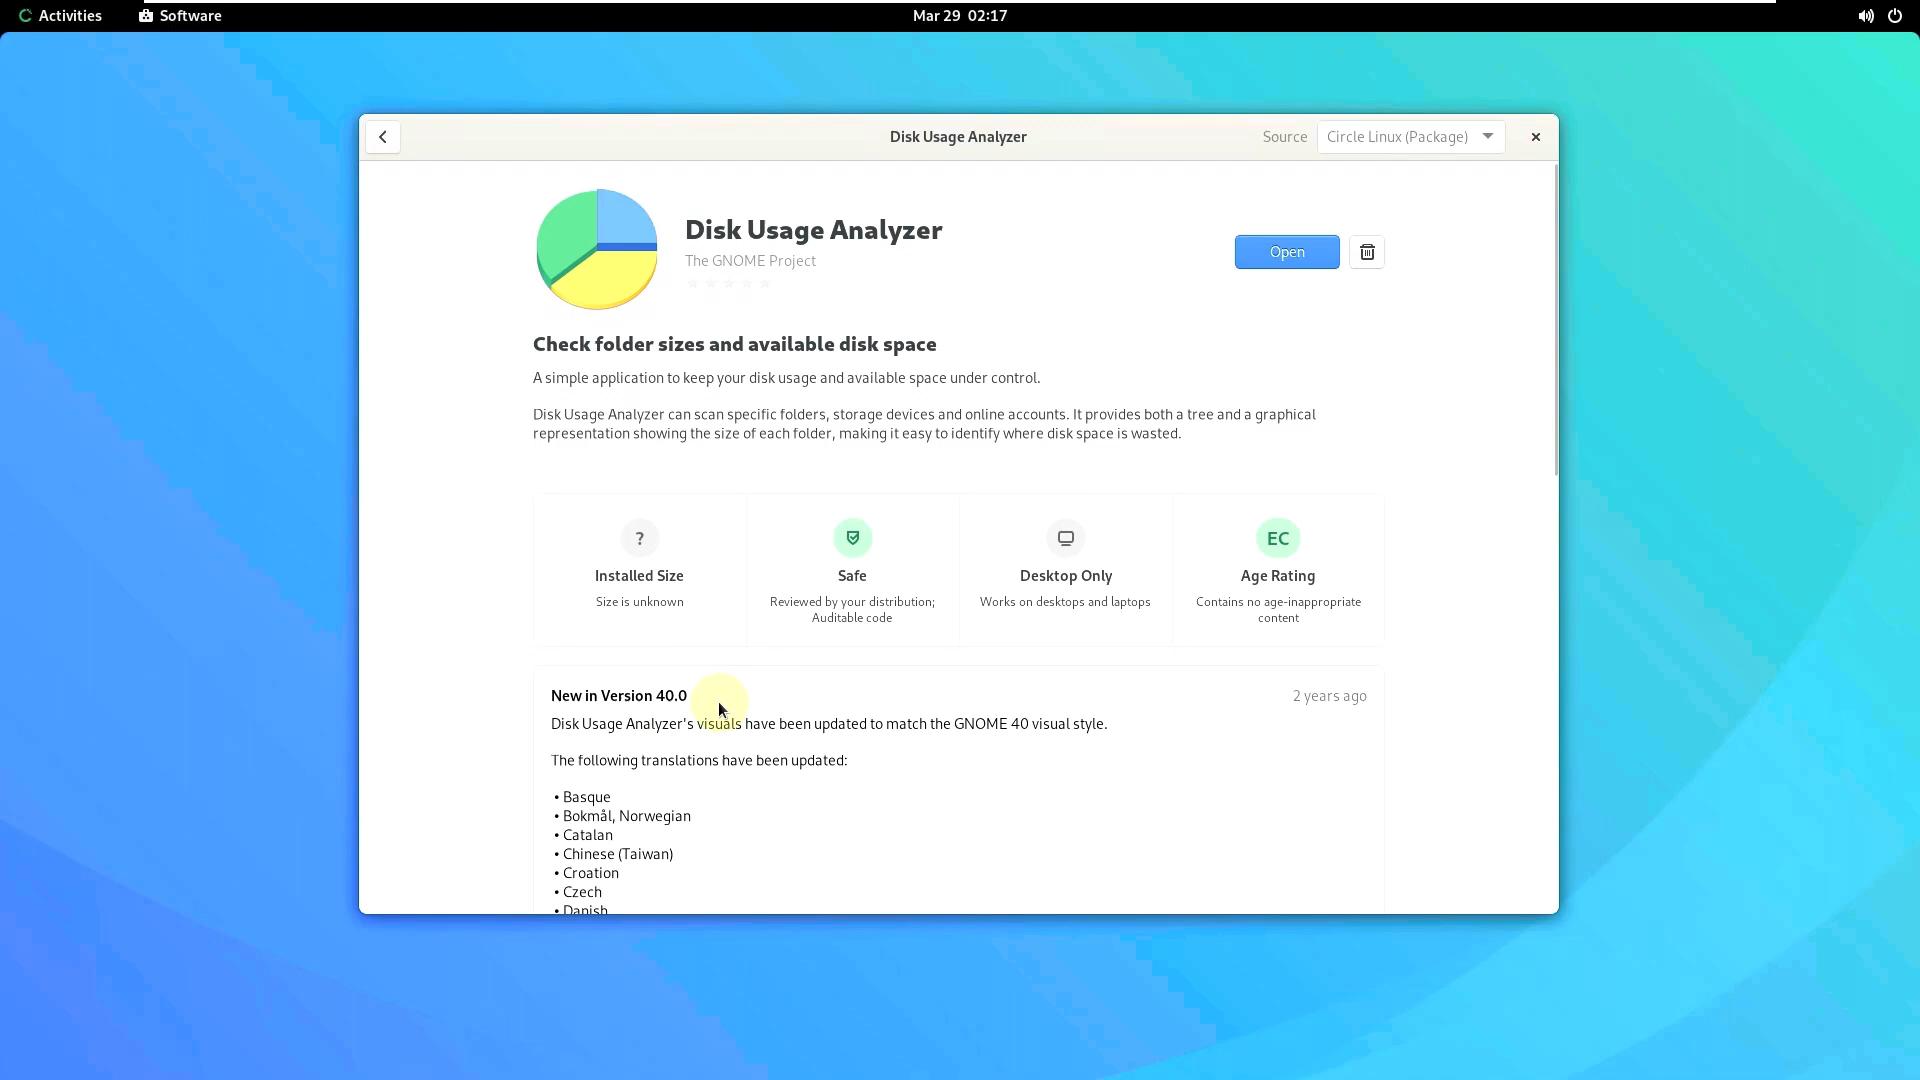 Activities
Software
Mar 29 02:17
Disk Usage Analyzer
Source
Circle Linux (Package)
Disk Usage Analyzer
The GNOME Project
Open
Check folder sizes and available disk space
A simple application to keep your disk usage and available space under control.
Disk Usage Analyzer can scan specific folders, storage devices and online accounts. It provides both a tree and a graphical
representation showing the size of each folder, making it easy to identify where disk space is wasted.
?
Installed Size
Size is unknown
Safe
Reviewed by your distribution;
Auditable code
Desktop Only
Works on desktops and laptops
EC
Age Rating
Contains no age-inappropriate
content
New in Version 40.0
2 years ago
Disk Usage Analyzer's visuals have been updated to match the GNOME 40 visual style.
The following translations have been updated:
• Basque
• Bokmål, Norwegian
• Catalan
• Chinese (Taiwan)
• Croation
• Czech
• Danish